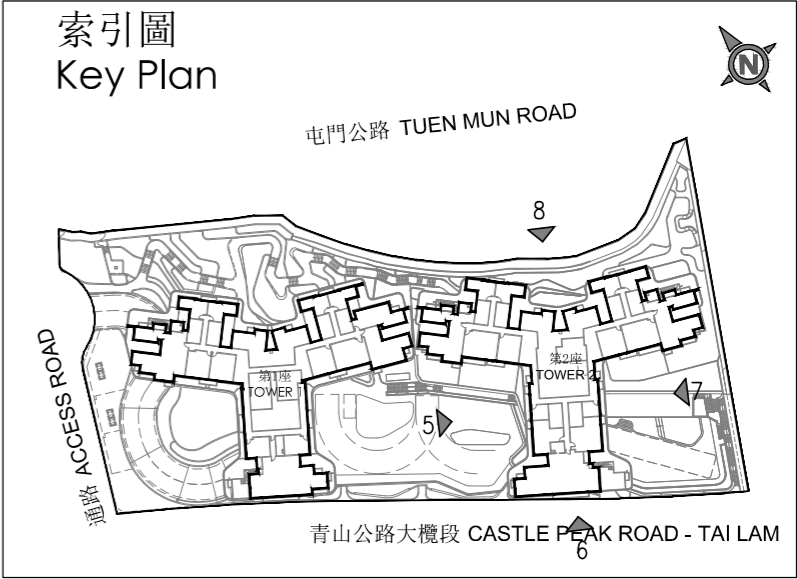 索引圖
Key Plan
N
屯門公路 TUEN MUN ROAD
8
通路 ACCESS ROAD
第1座
TOWER 1
第2座
TOWER 2
7
5
青山公路大欖段 CASTLE PEAK ROAD - TAI LAM
6